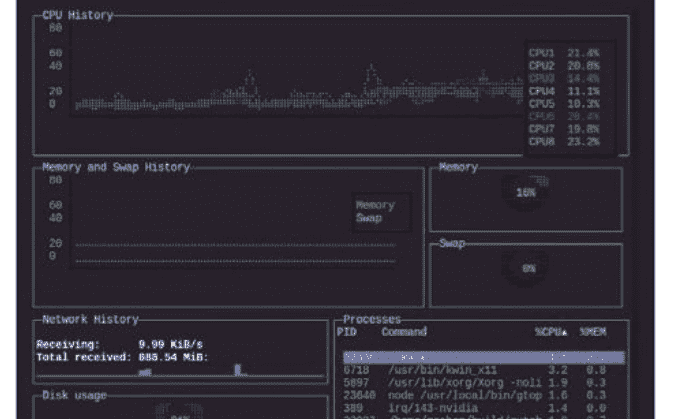 CPU History
80
60
40
20
0
CPU1 21.4%
CPU2 20.8%
CPU3 14.4%
CPU4 11.1%
CPU5 10.3%
CPU6 20.4%
CPU7 19.8%
CPU8 23.2%
Memory and Swap History
80
60
40
20
0
Memory
Swap
Memory
16%
Swap
0%
Network History
Receiving: 0.99 KiB/s
Total received: 885.54 MiB:
Disk usage
Processes
PID Command %CPU▲ %MEM
6718 /usr/bin/kwin_x11 3.2 0.8
5897 /usr/lib/xorg/Xorg -noli 1.9 0.3
23640 node /usr/local/bin/gtop 1.6 0.3
389 irq/143-nvidia 1.4 0.0